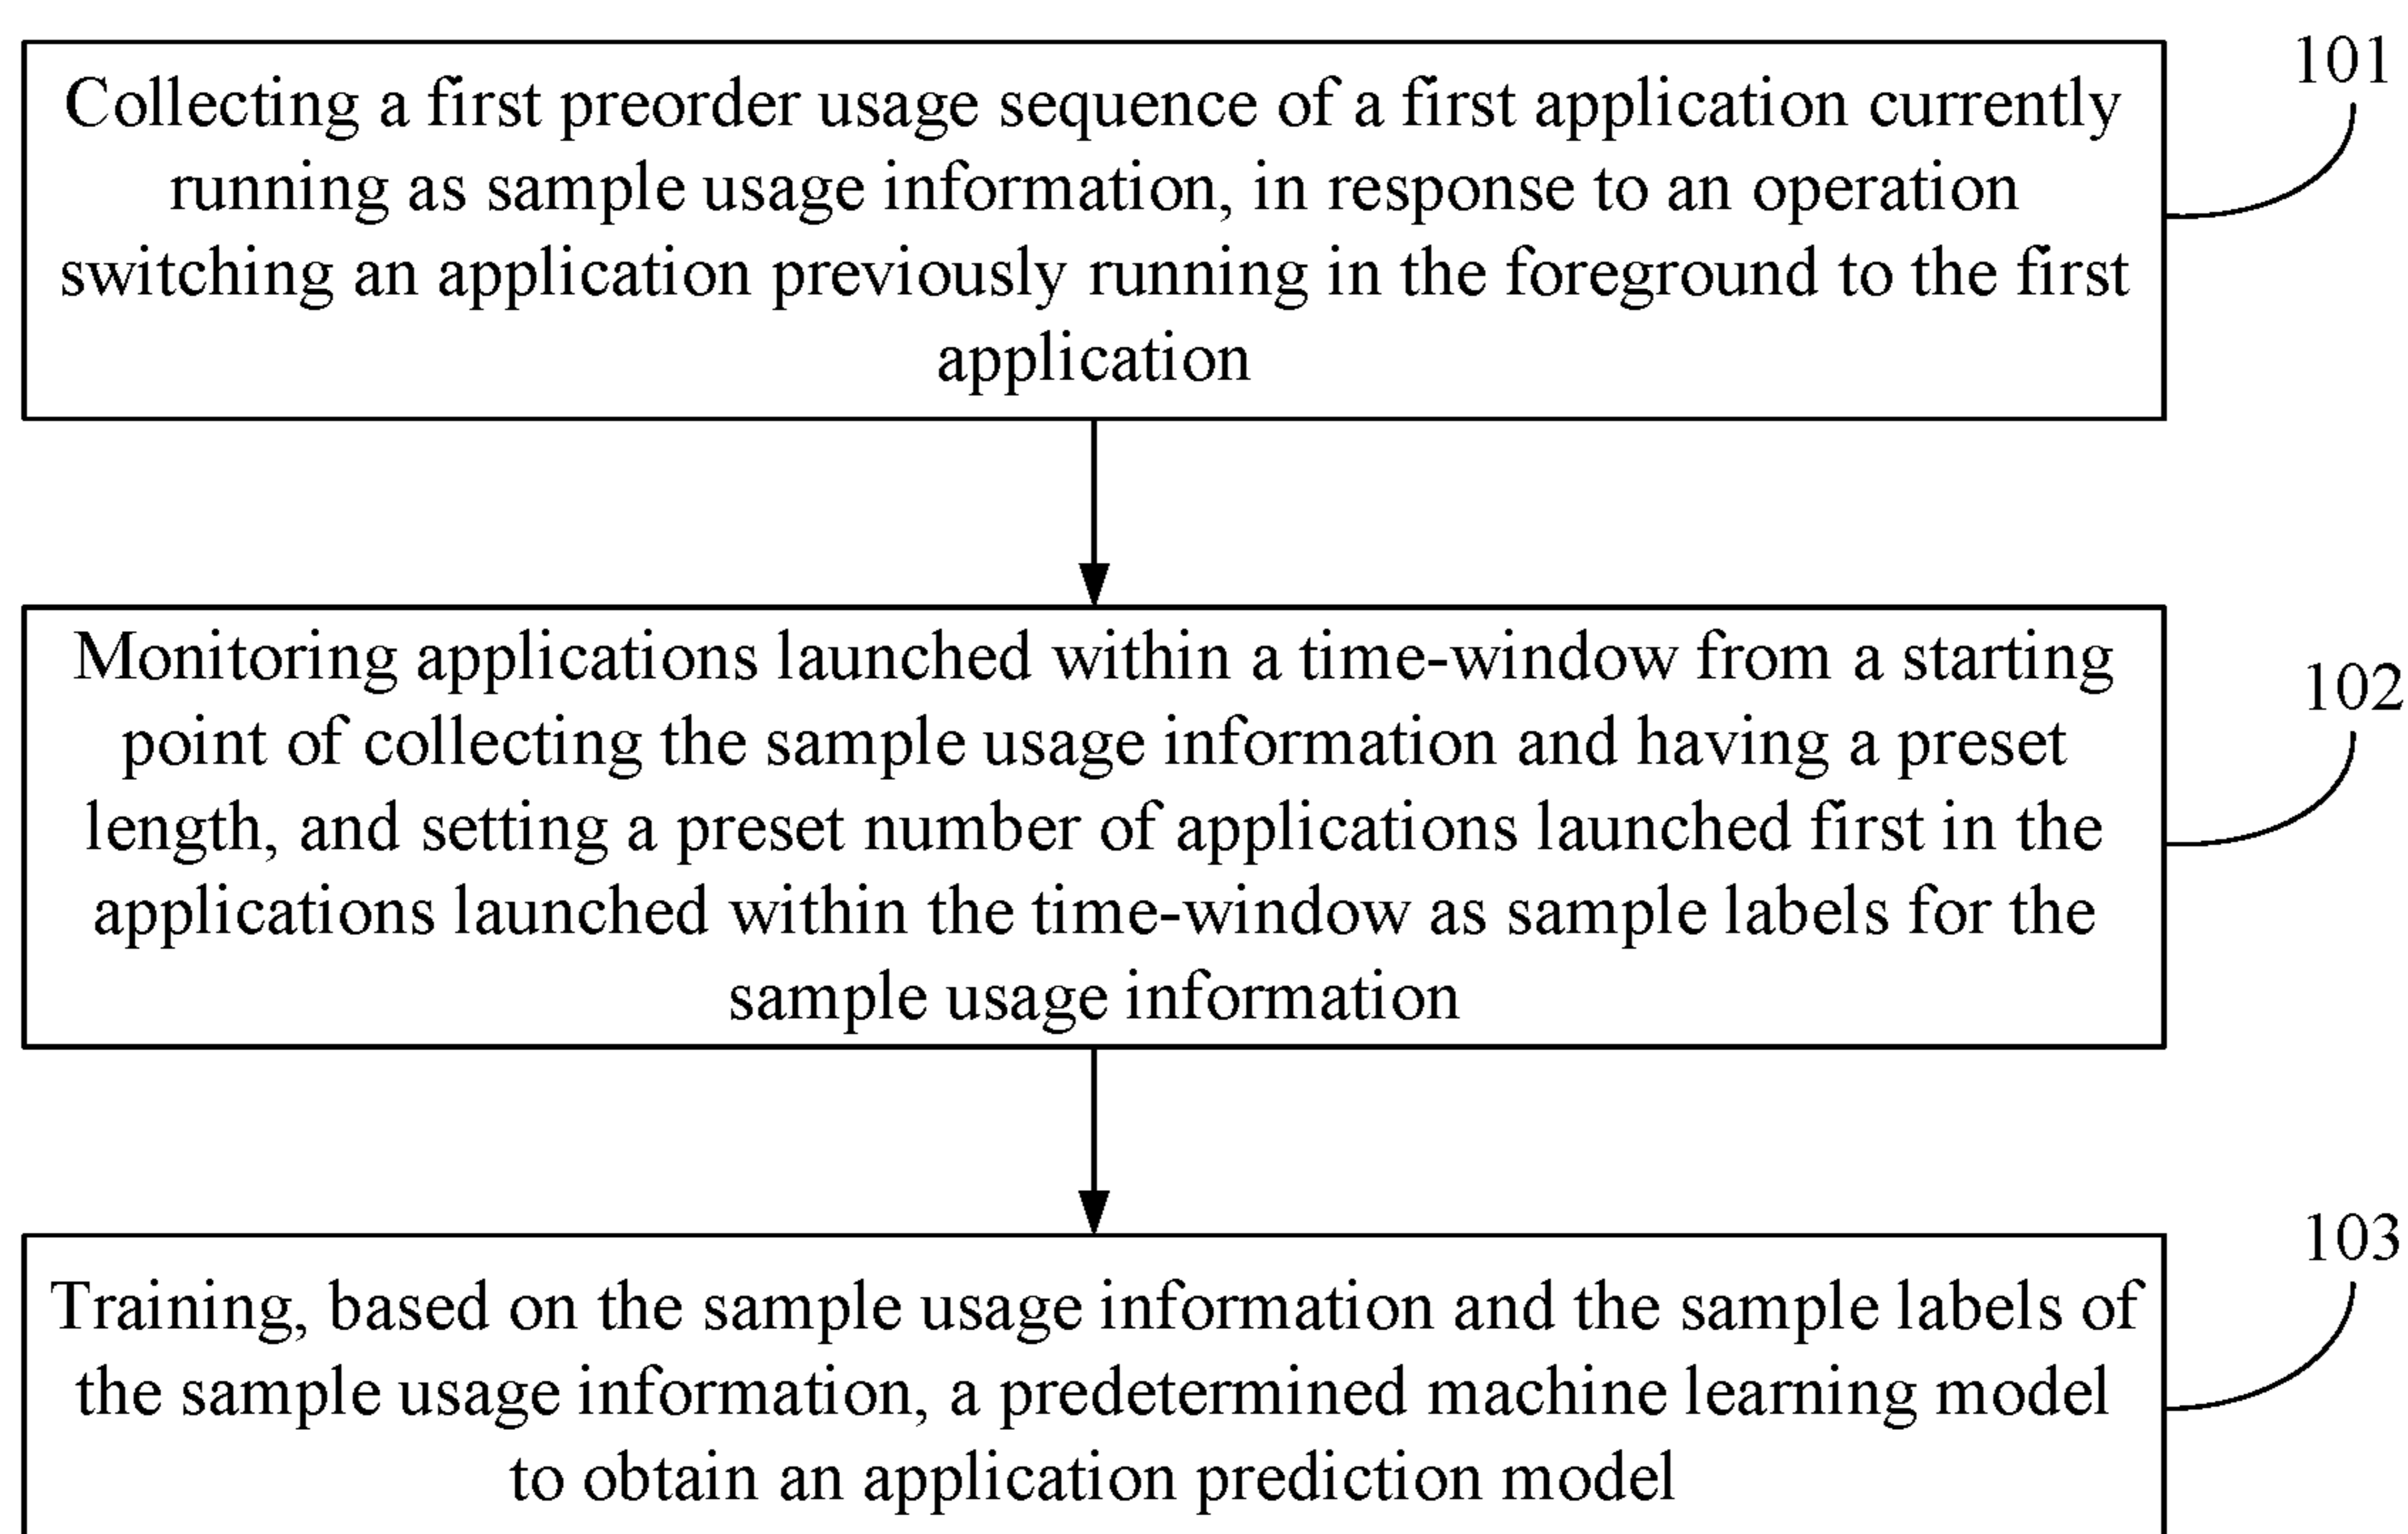 Collecting a first preorder usage sequence of a first application currently
running as sample usage information, in response to an operation
switching an application previously running in the foreground to the first
application
101
Monitoring applications launched within a time-window from a starting
point of collecting the sample usage information and having a preset
length, and setting a preset number of applications launched first in the
applications launched within the time-window as sample labels for the
sample usage information
102
Training, based on the sample usage information and the sample labels of
the sample usage information, a predetermined machine learning model
to obtain an application prediction model
103